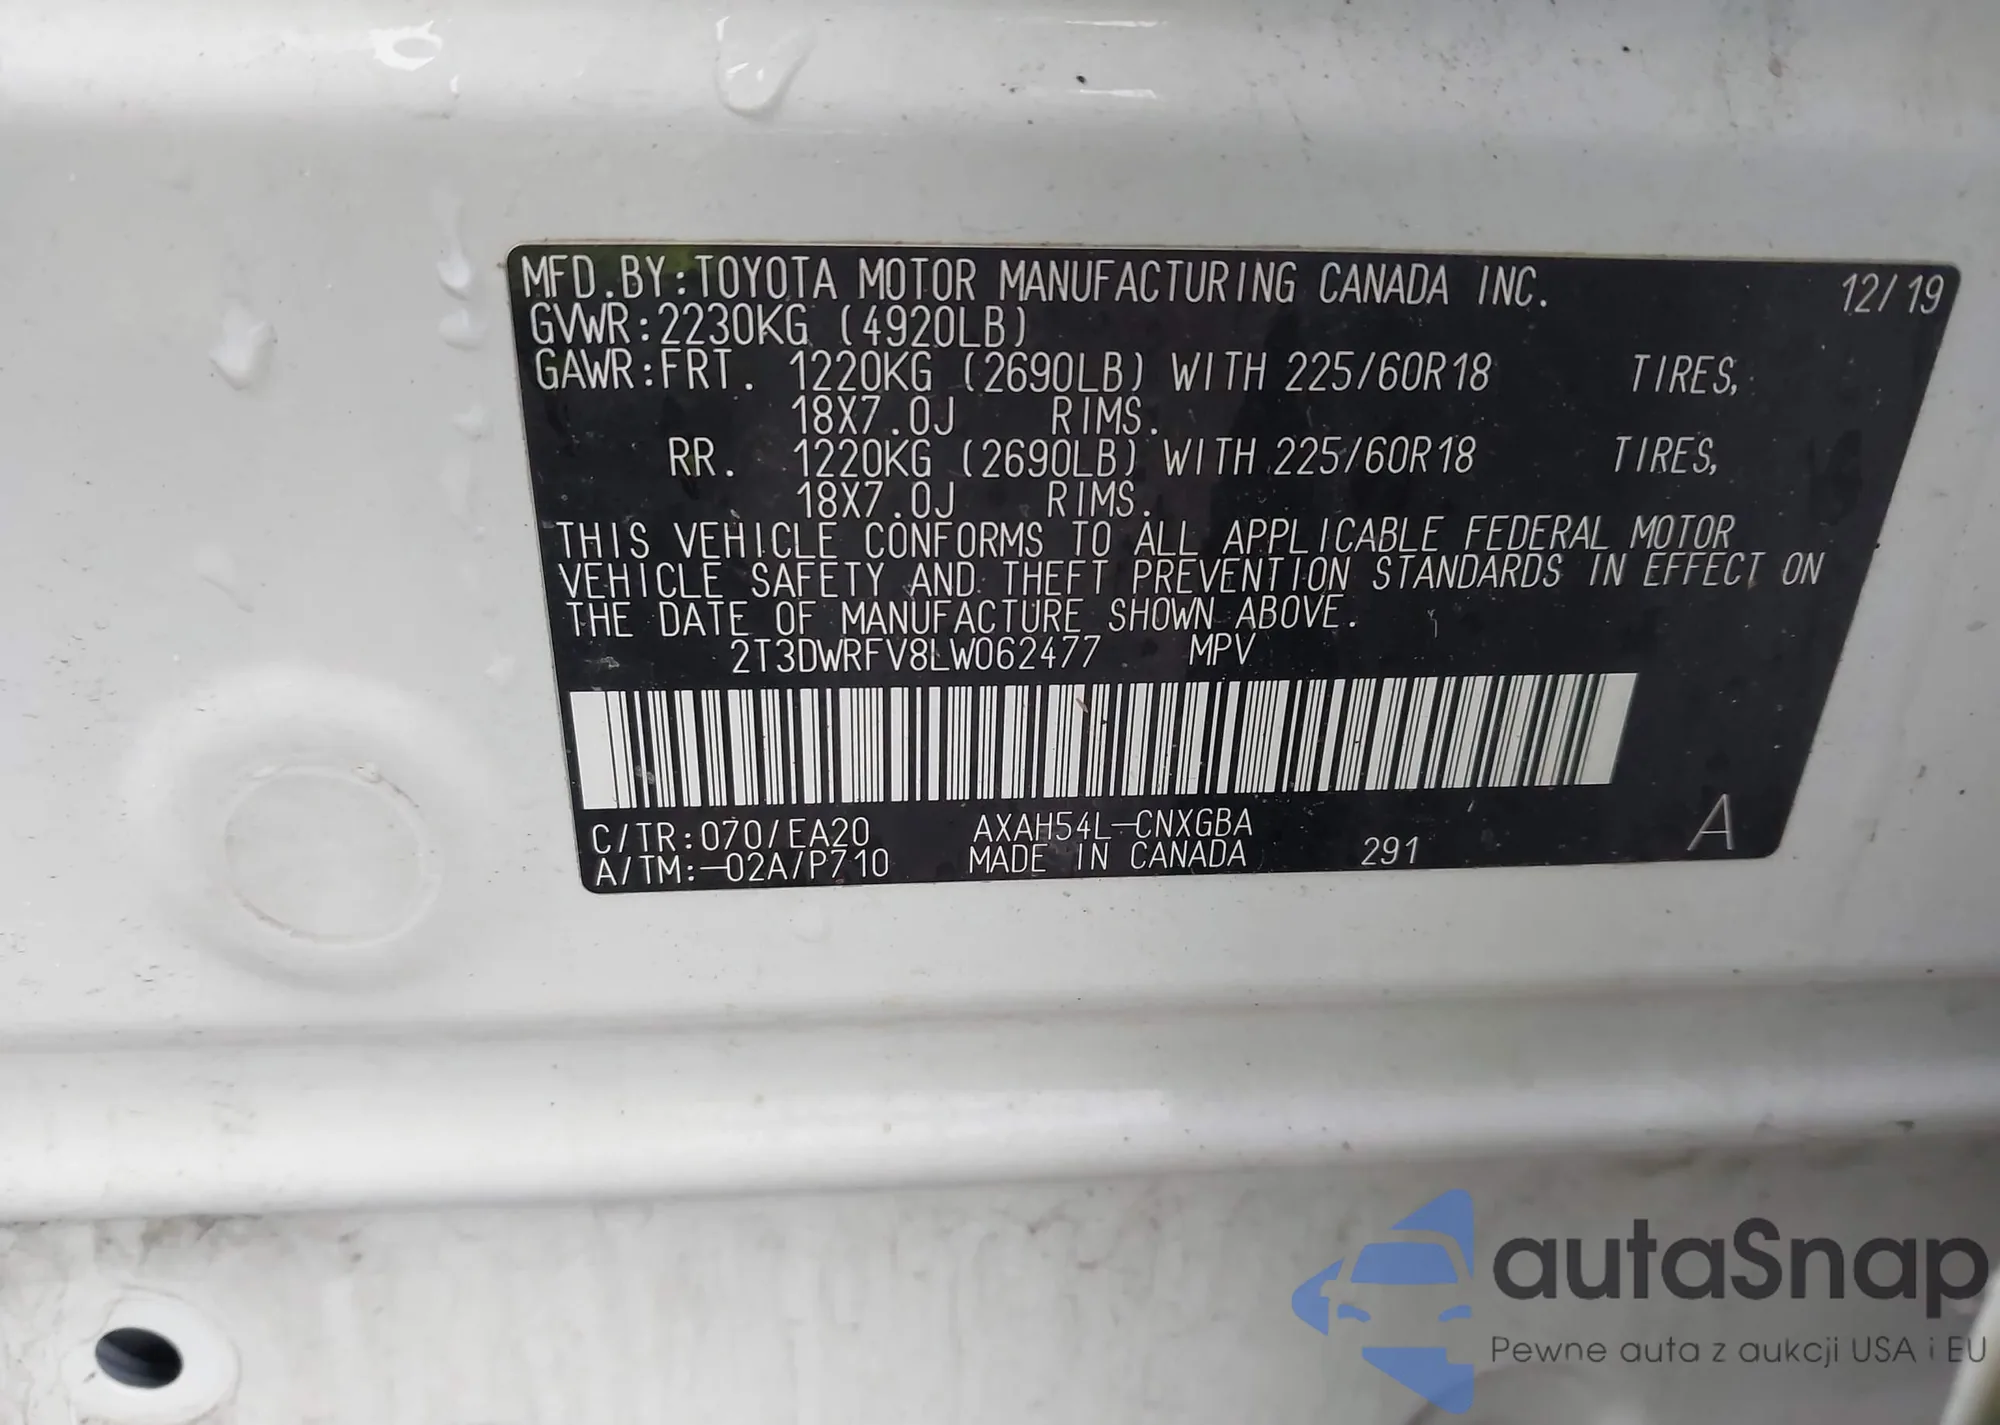 MFD.BY:TOYOTA MOTOR MANUFACTURING CANADA INC. 12/19
GVWR:2230KG (4920LB)
GAWR:FRT. 1220KG (2690LB) WITH 225/60R18 TIRES,
18X7.0J RIMS.
RR. 1220KG (2690LB) WITH 225/60R18 TIRES,
18X7.0J RIMS.
THIS VEHICLE CONFORMS TO ALL APPLICABLE FEDERAL MOTOR
VEHICLE SAFETY AND THEFT PREVENTION STANDARDS IN EFFECT ON
THE DATE OF MANUFACTURE SHOWN ABOVE.
2T3DWRFV8LW062477 MPV
C/TR:070/EA20 AXAH54L-CNXGBA
A/TM:-02A/P710 MADE IN CANADA 291 A
autaSnap
Pewne auta z aukcji USA i EU